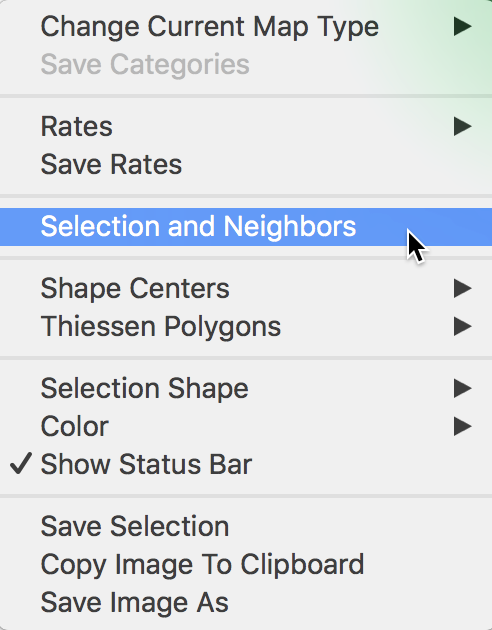 Change Current Map Type
Save Categories
Rates
Save Rates
Selection and Neighbors
Shape Centers
Thiessen Polygons
Selection Shape
Color
Show Status Bar
Save Selection
Copy Image To Clipboard
Save Image As